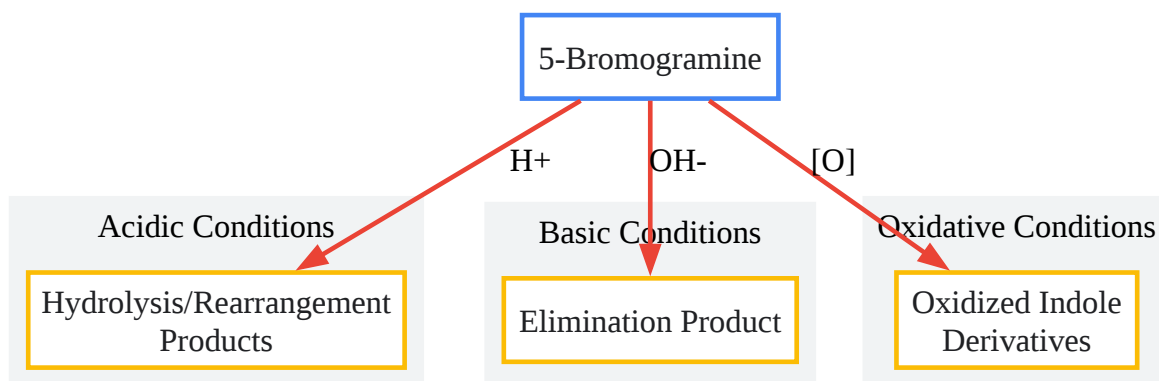 5-Bromogramine
H+
OH-
[O]
Acidic Conditions
Basic Conditions
Oxidative Conditions
Hydrolysis/Rearrangement
Products
Elimination Product
Oxidized Indole
Derivatives